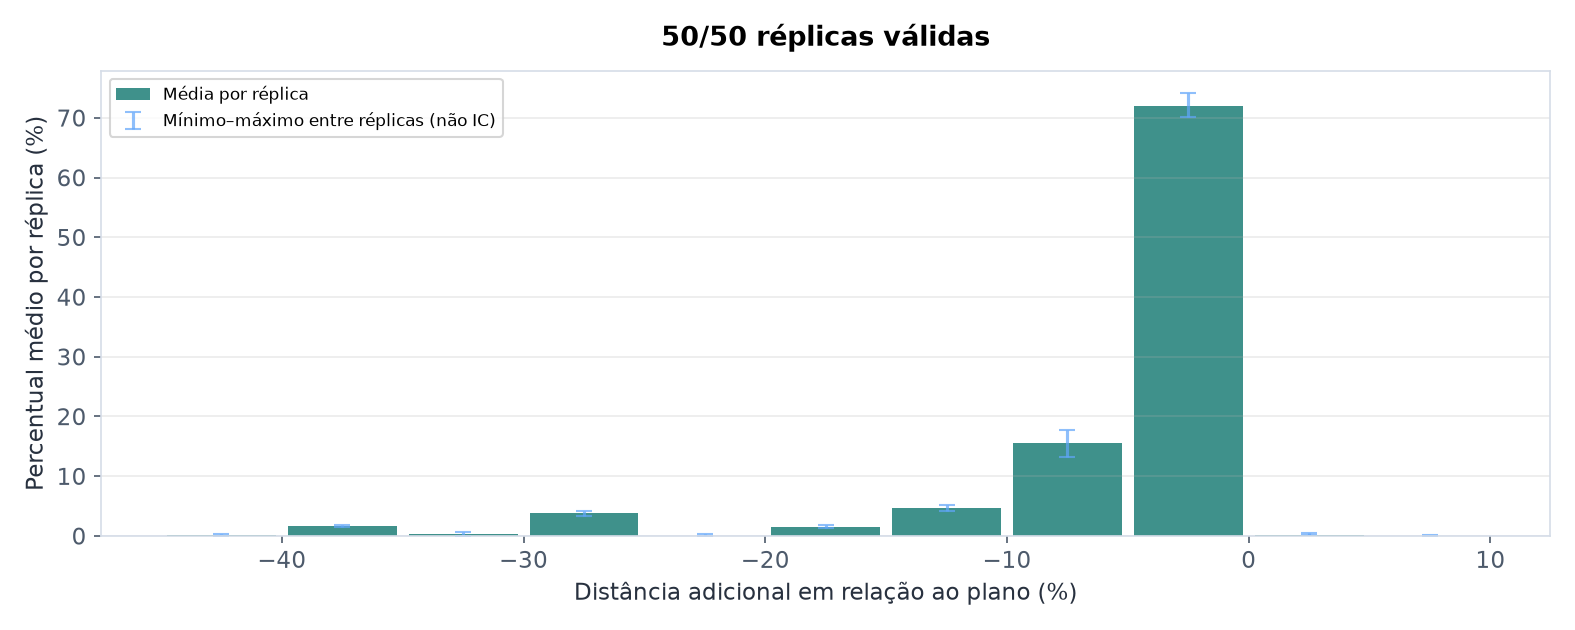 50/50 réplicas válidas
Média por réplica
Mínimo–máximo entre réplicas (não IC)
Percentual médio por réplica (%)
70
60
50
40
30
20
10
0
−40
−30
−20
−10
0
10
Distância adicional em relação ao plano (%)